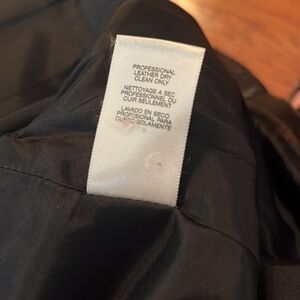 PROFESSIONAL
LEATHER DRY
CLEAN ONLY
NETTOYAGE A SEC
PROFESSIONNEL DU
CUIR SEULEMENT
LAVADO EN SECO
PROFESIONAL PARA
CUERO SOLAMENTE